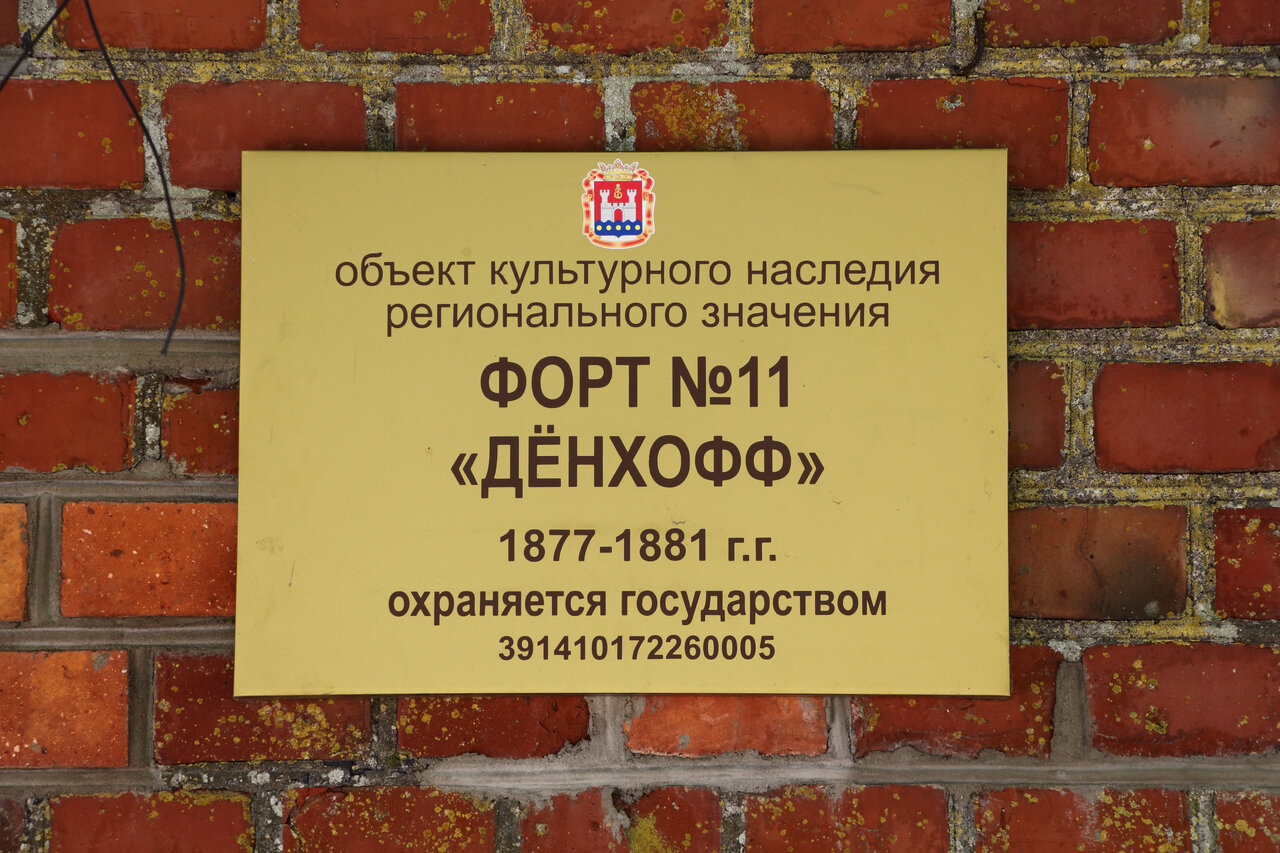 объект культурного наследия
регионального значения
ФОРТ №11
«ДЁНХОФФ»
1877-1881 г.г.
охраняется государством
391410172260005